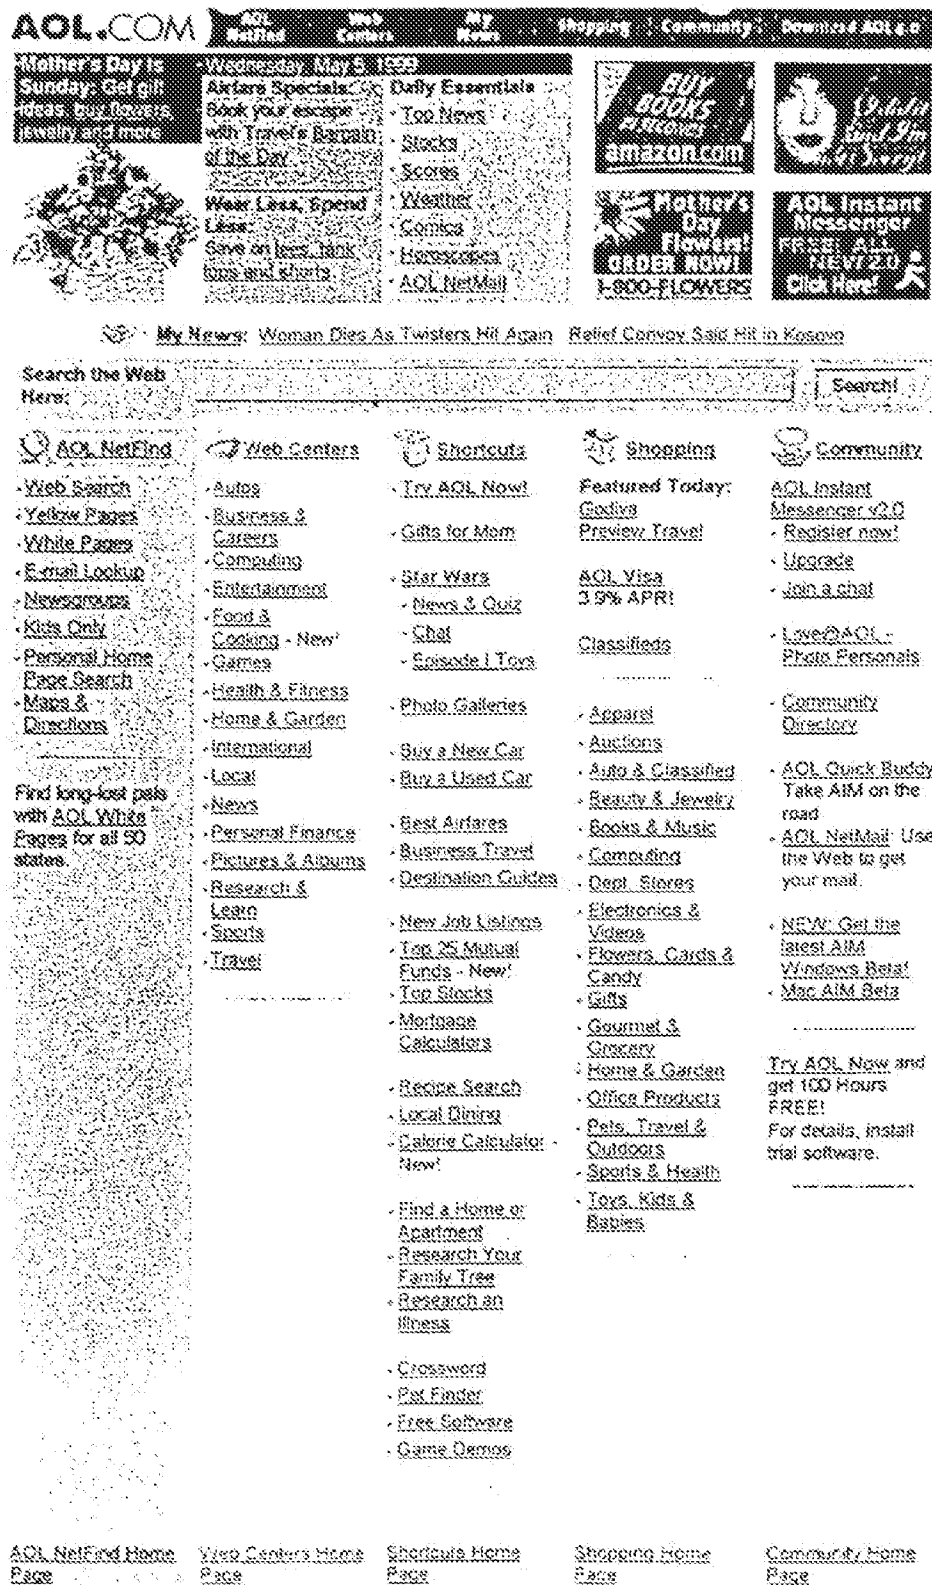 AOL.COM
AOL NetFind
Web Centers
My News
Shopping
Community
Download AOL 4.0
Mother's Day is
Sunday: Get gift
ideas, buy flowers,
jewelry and more
Wednesday, May 5, 1999
Airfare Specials:
Book your escape
with Travel's Bargain
of the Day
Wear Less, Spend
Less:
Save on tees, tank
tops and shorts
Daily Essentials
Top News
Stocks
Scores
Weather
Comics
Horoscopes
AOL NetMail
BUY
BOOKS
amazon.com
Mother's
Day
Flowers!
ORDER NOW!
1-800-FLOWERS
AOL Instant
Messenger
FREE ALL
NEW 2.0
Click Here!
My News: Woman Dies As Twisters Hit Again Relief Convoy Said Hit in Kosovo
Search the Web
Here:
Search!
AOL NetFind
Web Search
Yellow Pages
White Pages
E-mail Lookup
Newsgroups
Kids Only
Personal Home
Page Search
Maps &
Directions
Find long-lost pals
with AOL White
Pages for all 50
states.
Web Centers
Autos
Business &
Careers
Computing
Entertainment
Food &
Cooking - New!
Games
Health & Fitness
Home & Garden
International
Local
News
Personal Finance
Pictures & Albums
Research &
Learn
Sports
Travel
Shortcuts
Try AOL Now!
Gifts for Mom
Star Wars
News & Quiz
Chat
Episode I Toys
Photo Galleries
Buy a New Car
Buy a Used Car
Best Airfares
Business Travel
Destination Guides
New Job Listings
Top 25 Mutual
Funds - New!
Top Stocks
Mortgage
Calculators
Recipe Search
Local Dining
Calorie Calculator -
New!
Find a Home or
Apartment
Research Your
Family Tree
Research an
Illness
Crossword
Pet Finder
Free Software
Game Demos
Shopping
Featured Today:
Godiva
Preview Travel
AOL Visa
3.9% APR!
Classifieds
Apparel
Auctions
Auto & Classified
Beauty & Jewelry
Books & Music
Computing
Dept. Stores
Electronics &
Videos
Flowers, Cards &
Candy
Gifts
Gourmet &
Grocery
Home & Garden
Office Products
Pets, Travel &
Outdoors
Sports & Health
Toys, Kids &
Babies
Community
AOL Instant
Messenger v2.0
Register now!
Upgrade
Join a chat
Love@AOL -
Photo Personals
Community
Directory
AOL Quick Buddy
Take AIM on the
road
AOL NetMail: Use
the Web to get
your mail.
NEW: Get the
latest AIM
Windows Beta!
Mac AIM Beta
Try AOL Now and
get 100 Hours
FREE!
For details, install
trial software.
AOL NetFind Home
Page
Web Centers Home
Page
Shortcuts Home
Page
Shopping Home
Page
Community Home
Page